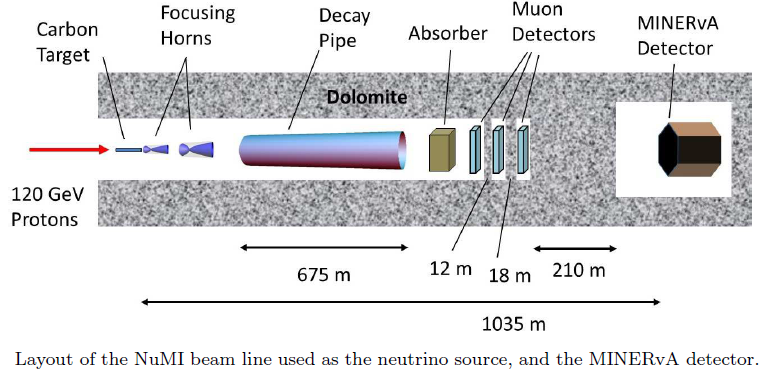 Carbon
Target
Focusing
Horns
Decay
Pipe
Absorber
Muon
Detectors
MINERvA
Detector
Dolomite
120 GeV
Protons
675 m
12 m
18 m
210 m
1035 m
Layout of the NuMI beam line used as the neutrino source, and the MINERvA detector.